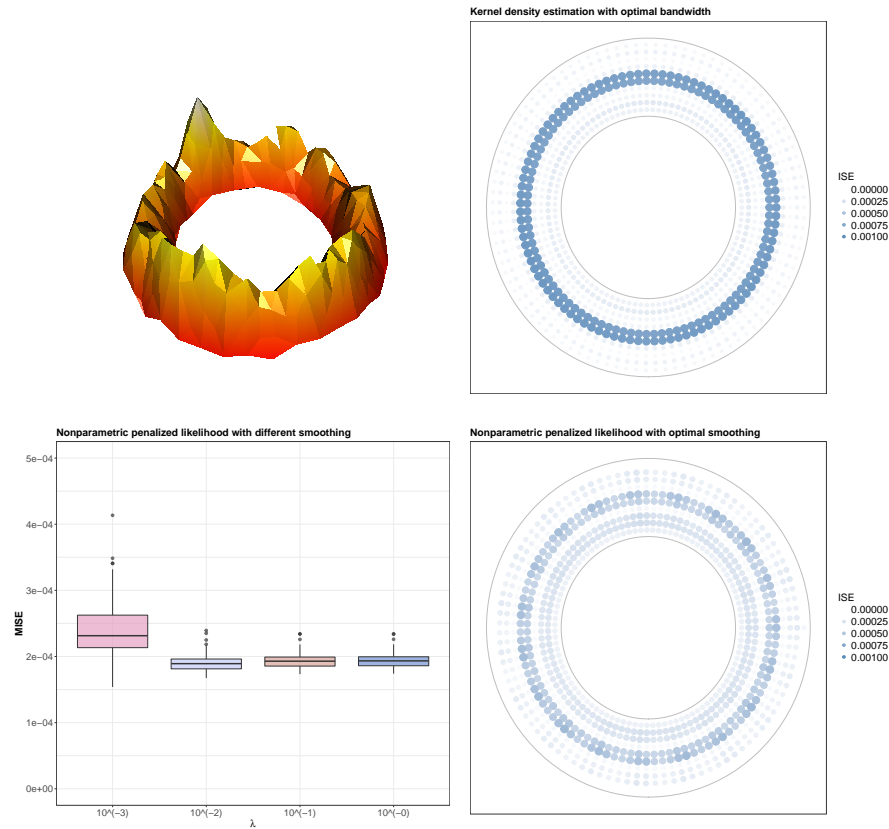 Kernel density estimation with optimal bandwidth
ISE
0.00000
0.00025
0.00050
0.00075
0.00100
Nonparametric penalized likelihood with different smoothing
5e−04
4e−04
3e−04
2e−04
1e−04
0e+00
MISE
10^(−3)
10^(−2)
10^(−1)
10^(−0)
λ
Nonparametric penalized likelihood with optimal smoothing
ISE
0.00000
0.00025
0.00050
0.00075
0.00100